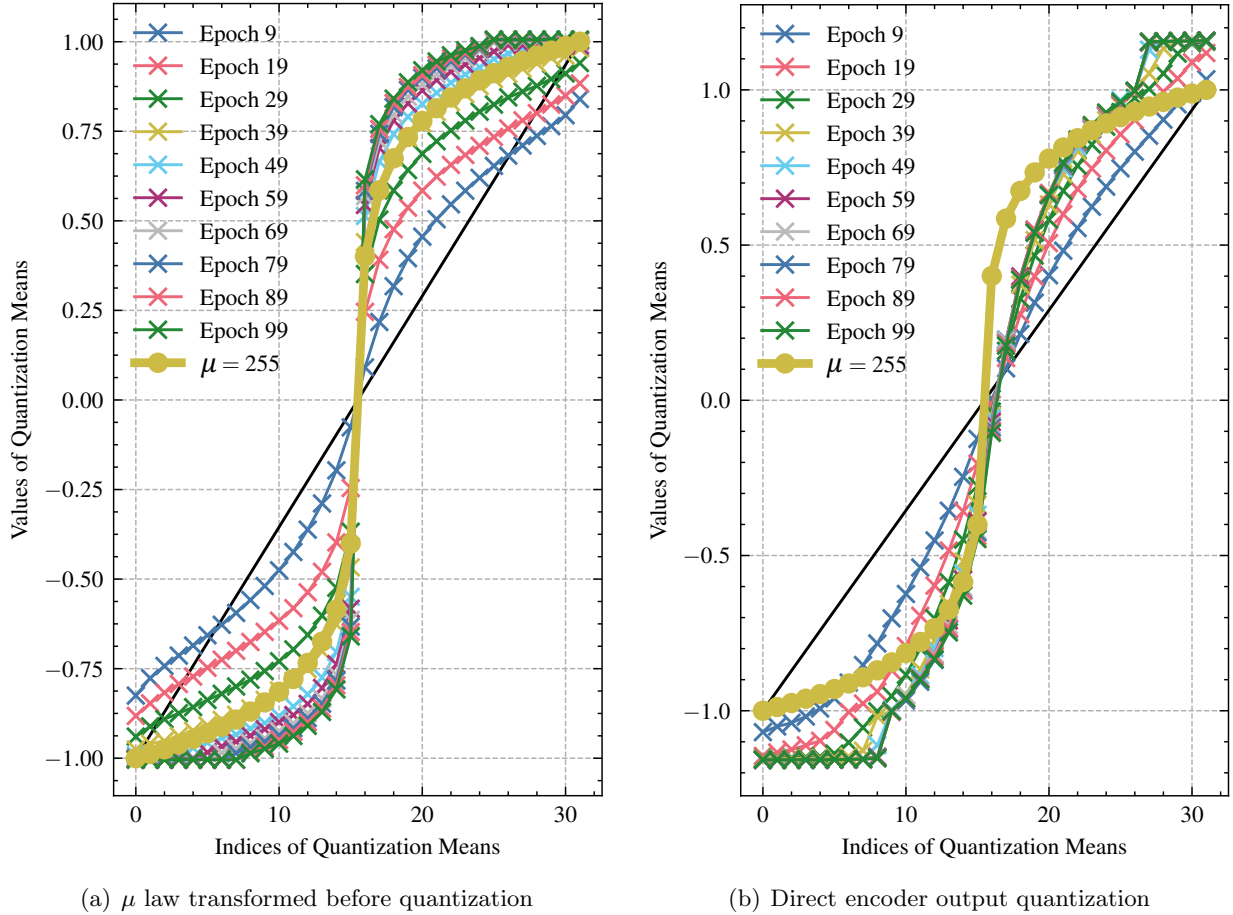 Values of Quantization Means
1.00
0.75
0.50
0.25
0.00
−0.25
−0.50
−0.75
−1.00
Epoch 9
Epoch 19
Epoch 29
Epoch 39
Epoch 49
Epoch 59
Epoch 69
Epoch 79
Epoch 89
Epoch 99
μ = 255
0 10 20 30
Indices of Quantization Means
(a) μ law transformed before quantization
Values of Quantization Means
1.0
0.5
0.0
−0.5
−1.0
Epoch 9
Epoch 19
Epoch 29
Epoch 39
Epoch 49
Epoch 59
Epoch 69
Epoch 79
Epoch 89
Epoch 99
μ = 255
0 10 20 30
Indices of Quantization Means
(b) Direct encoder output quantization